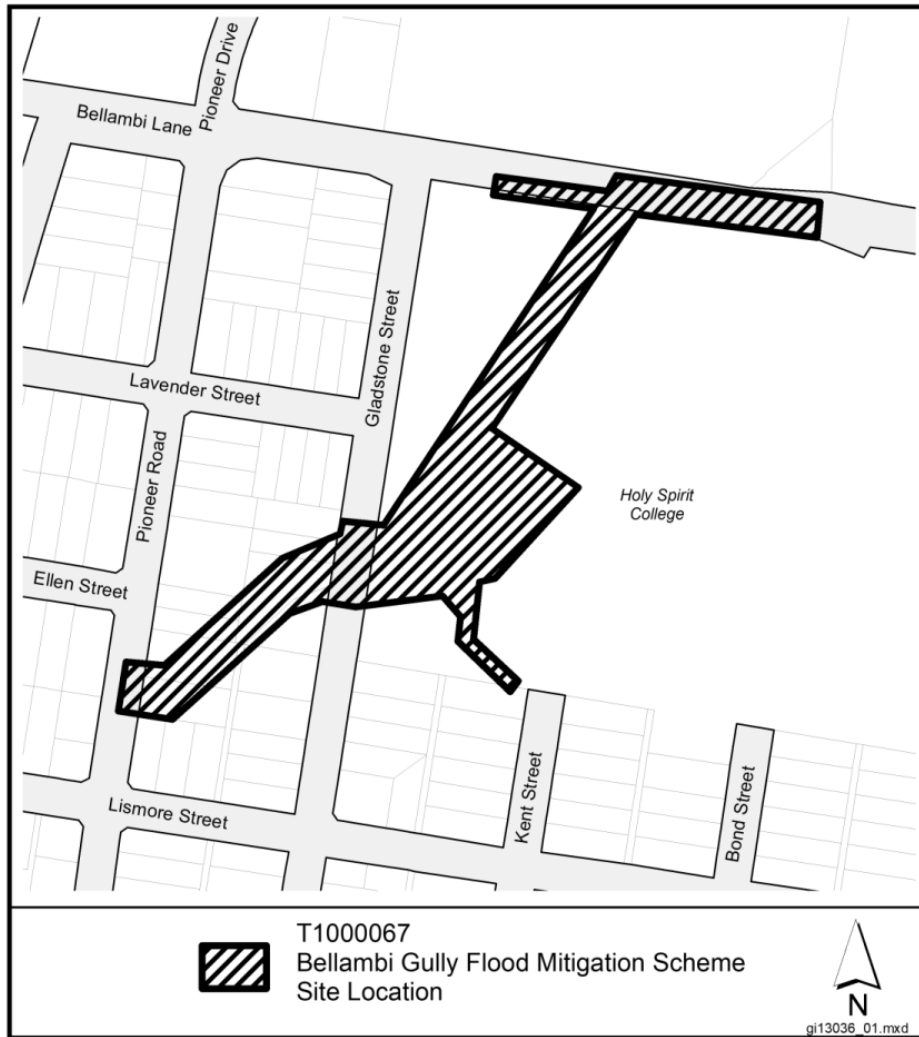 Pioneer Drive
Bellambi Lane
Gladstone Street
Lavender Street
Pioneer Road
Holy Spirit
College
Ellen Street
Kent Street
Bond Street
Lismore Street
T1000067
Bellambi Gully Flood Mitigation Scheme
Site Location
N
gi13036_01.mxd